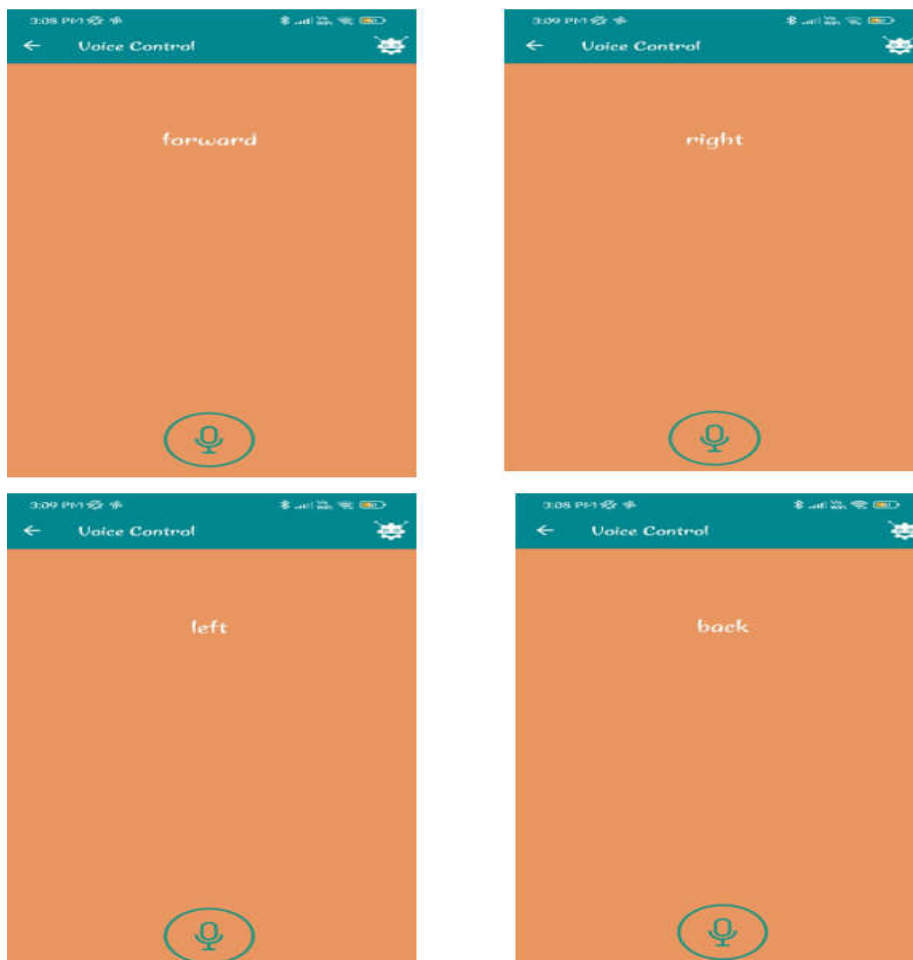 3:08 PM
Voice Control
forward
3:09 PM
Voice Control
right
3:09 PM
Voice Control
left
3:08 PM
Voice Control
back